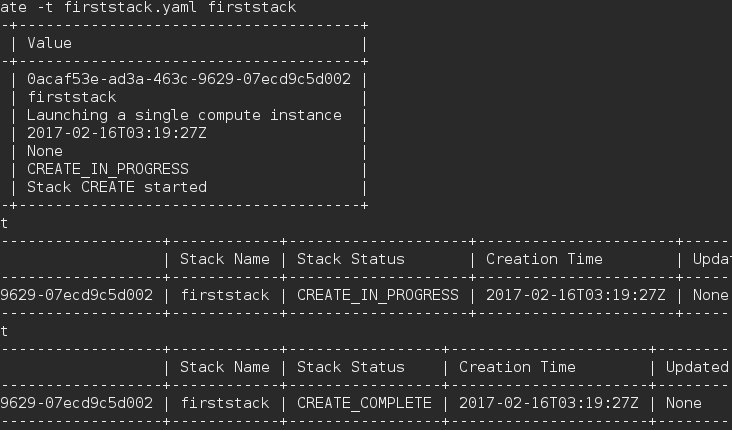 ate -t firststack.yaml firststack
-+---------------------------------------+
 | Value                                 |
-+---------------------------------------+
 | 0acaf53e-ad3a-463c-9629-07ecd9c5d002 |
 | firststack                            |
 | Launching a single compute instance  |
 | 2017-02-16T03:19:27Z                  |
 | None                                  |
 | CREATE_IN_PROGRESS                    |
 | Stack CREATE started                  |
-+---------------------------------------+
t
------------------+------------+--------------------+----------------------+------
                  | Stack Name | Stack Status       | Creation Time        | Updat
------------------+------------+--------------------+----------------------+------
9629-07ecd9c5d002 | firststack | CREATE_IN_PROGRESS | 2017-02-16T03:19:27Z | None
------------------+------------+--------------------+----------------------+------
t
------------------+------------+-----------------+----------------------+---------
                  | Stack Name | Stack Status    | Creation Time        | Updated
------------------+------------+-----------------+----------------------+---------
9629-07ecd9c5d002 | firststack | CREATE_COMPLETE | 2017-02-16T03:19:27Z | None
------------------+------------+-----------------+----------------------+---------